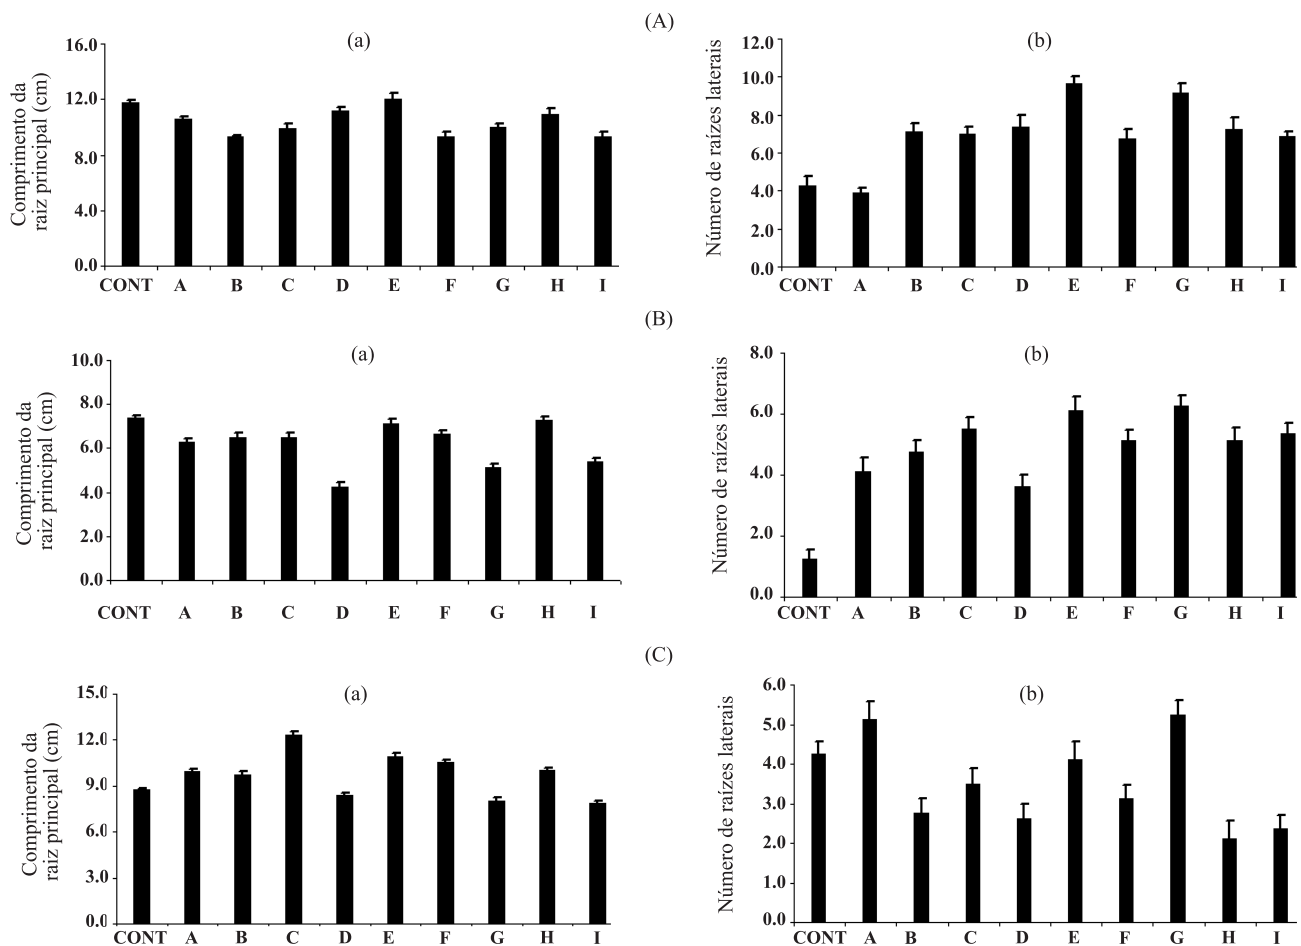 (A)
(a)
Comprimento da
raiz principal (cm)
16.0
12.0
8.0
4.0
0.0
CONT A B C D E F G H I
(b)
Número de raízes laterais
12.0
10.0
8.0
6.0
4.0
2.0
0.0
CONT A B C D E F G H I
(B)
(a)
Comprimento da
raiz principal (cm)
10.0
8.0
6.0
4.0
2.0
0.0
CONT A B C D E F G H I
(b)
Número de raízes laterais
8.0
6.0
4.0
2.0
0.0
CONT A B C D E F G H I
(C)
(a)
Comprimento da
raiz principal (cm)
15.0
12.0
9.0
6.0
3.0
0.0
CONT A B C D E F G H I
(b)
Número de raízes laterais
6.0
5.0
4.0
3.0
2.0
1.0
0.0
CONT A B C D E F G H I